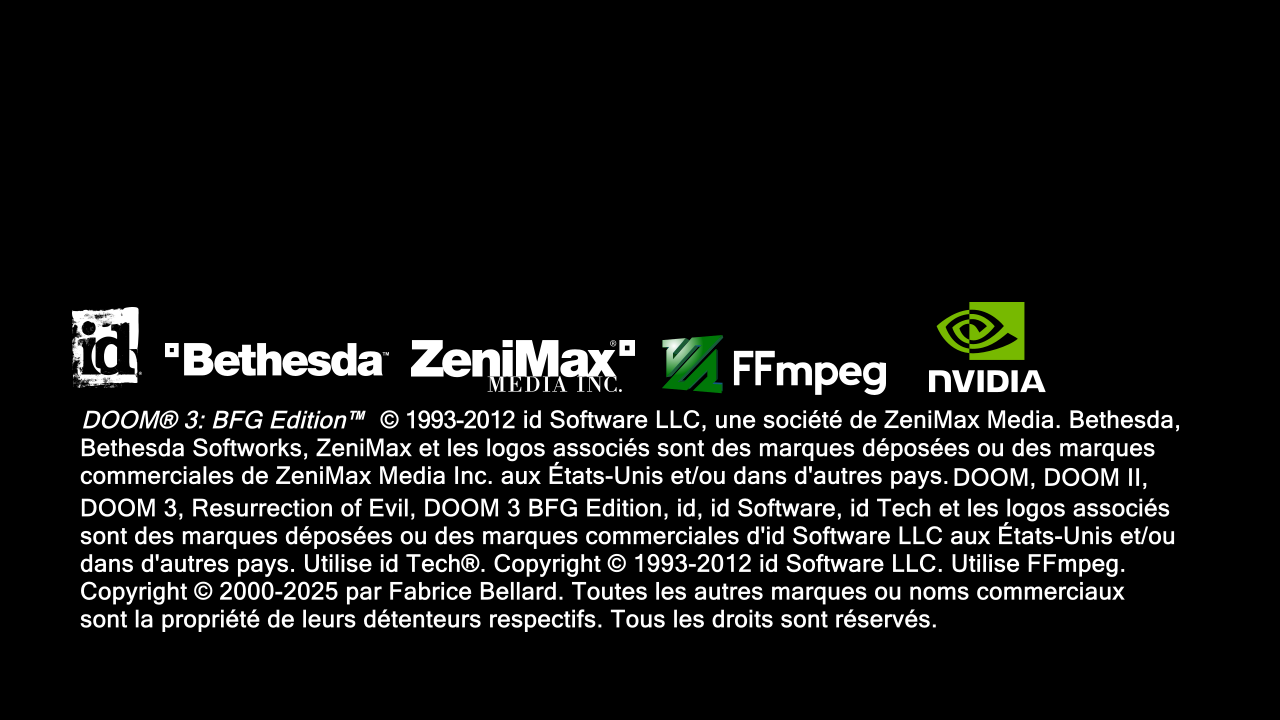 id Bethesda™ ZeniMax® MEDIA INC. FFmpeg NVIDIA
DOOM® 3: BFG Edition™ © 1993-2012 id Software LLC, une société de ZeniMax Media. Bethesda,
Bethesda Softworks, ZeniMax et les logos associés sont des marques déposées ou des marques
commerciales de ZeniMax Media Inc. aux États-Unis et/ou dans d'autres pays. DOOM, DOOM II,
DOOM 3, Resurrection of Evil, DOOM 3 BFG Edition, id, id Software, id Tech et les logos associés
sont des marques déposées ou des marques commerciales d'id Software LLC aux États-Unis et/ou
dans d'autres pays. Utilise id Tech®. Copyright © 1993-2012 id Software LLC. Utilise FFmpeg.
Copyright © 2000-2025 par Fabrice Bellard. Toutes les autres marques ou noms commerciaux
sont la propriété de leurs détenteurs respectifs. Tous les droits sont réservés.